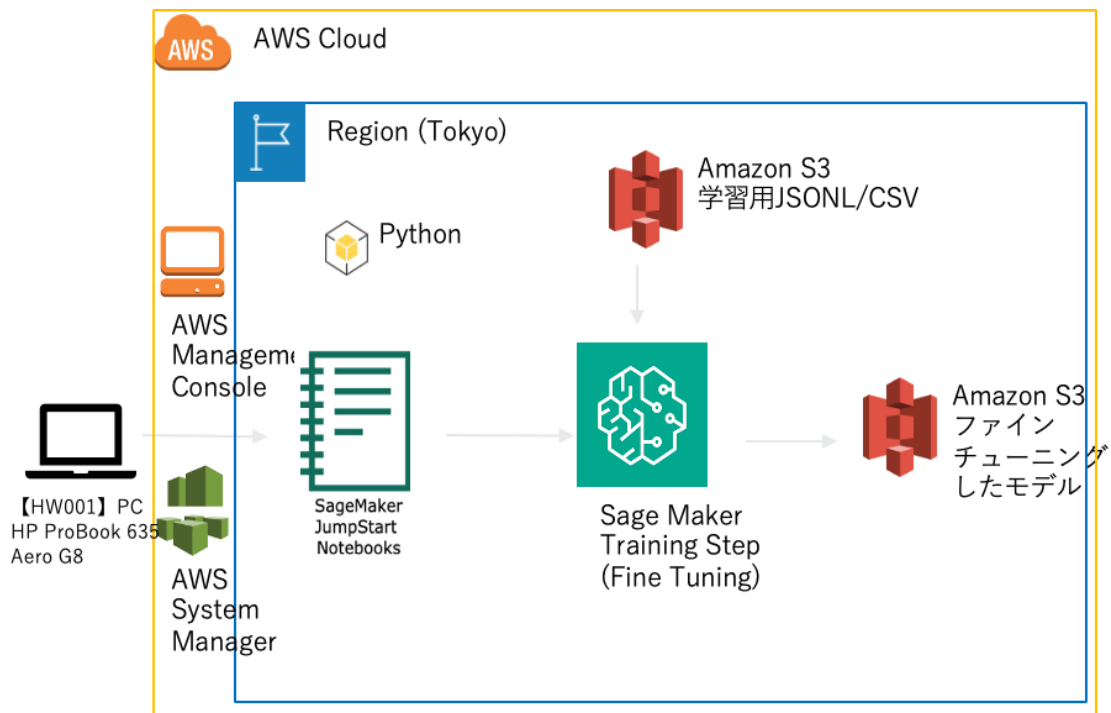 AWS
AWS Cloud
Region (Tokyo)
Python
Amazon S3
学習用JSONL/CSV
AWS
Manageme
Console
【HW001】PC
HP ProBook 635
Aero G8
SageMaker
JumpStart
Notebooks
Sage Maker
Training Step
(Fine Tuning)
Amazon S3
ファイン
チューニング
したモデル
AWS
System
Manager